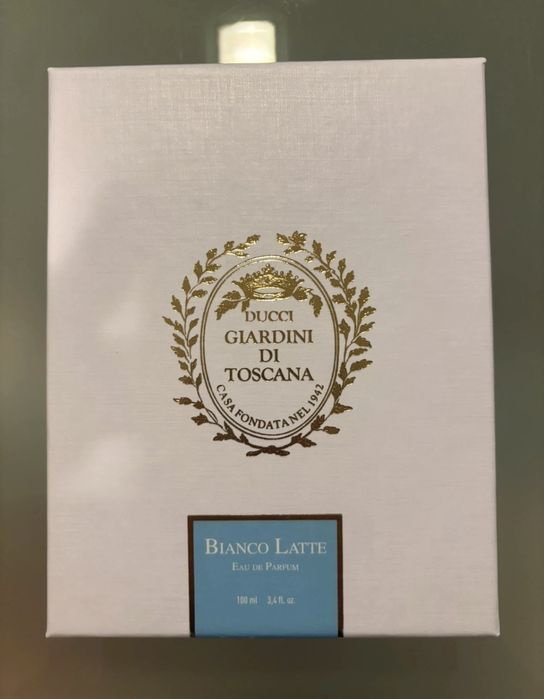 DUCCI
GIARDINI
DI
TOSCANA
CASA FONDATA NEL 1942
BIANCO LATTE
EAU DE PARFUM
100 ml 3,4 fl. oz.